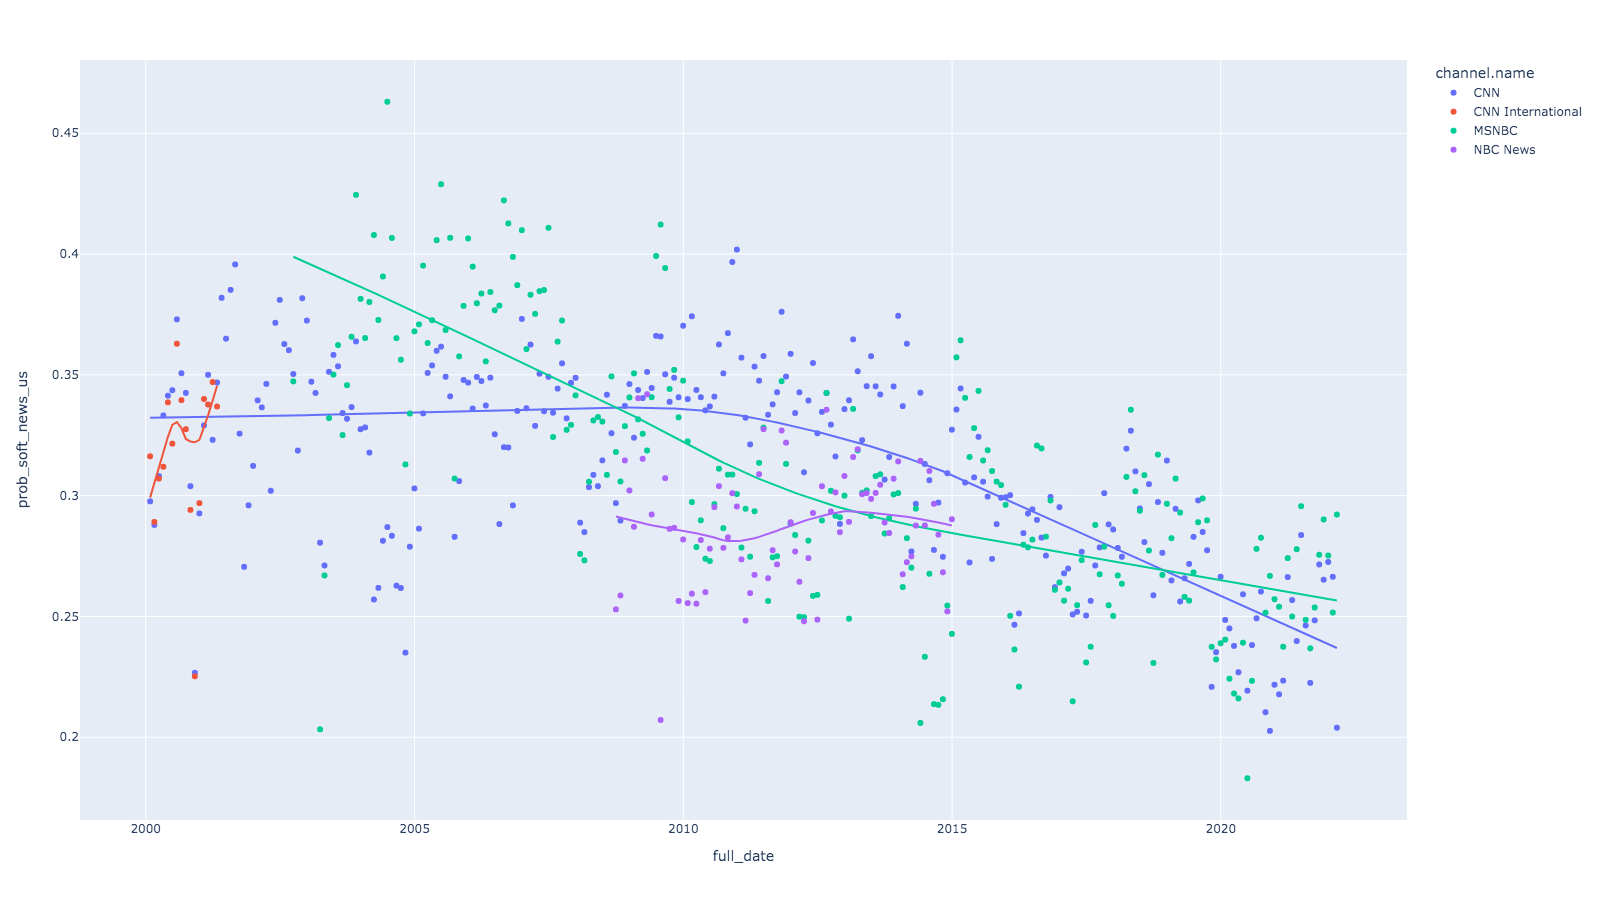 channel.name
CNN
CNN International
MSNBC
NBC News
prob_soft_news_us
0.45
0.4
0.35
0.3
0.25
0.2
2000
2005
2010
2015
2020
full_date